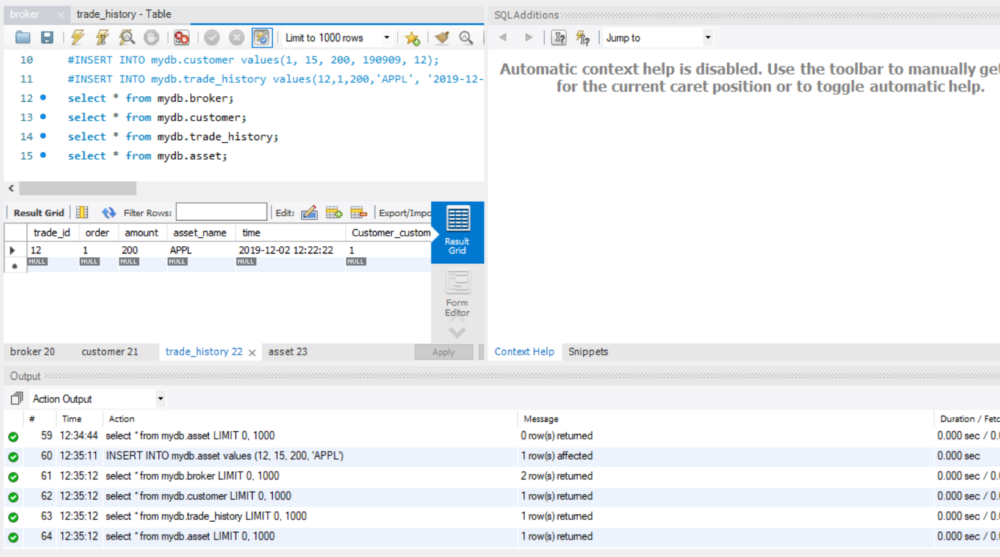 broker
trade_history - Table
SQLAdditions
Limit to 1000 rows
Jump to
10 #INSERT INTO mydb.customer values(1, 15, 200, 190909, 12);
11 #INSERT INTO mydb.trade_history values(12,1,200,'APPL', '2019-12-
12 select * from mydb.broker;
13 select * from mydb.customer;
14 select * from mydb.trade_history;
15 select * from mydb.asset;
Automatic context help is disabled. Use the toolbar to manually get
for the current caret position or to toggle automatic help.
Result Grid
Filter Rows:
Edit:
Export/Impo
trade_id order amount asset_name time Customer_custom
12 1 200 APPL 2019-12-02 12:22:22 1
NULL NULL NULL NULL NULL NULL
Result
Grid
Form
Editor
broker 20 customer 21 trade_history 22 asset 23
Apply
Context Help Snippets
Output
Action Output
# Time Action Message Duration / Fetc
59 12:34:44 select * from mydb.asset LIMIT 0, 1000 0 row(s) returned 0.000 sec / 0.
60 12:35:11 INSERT INTO mydb.asset values (12, 15, 200, 'APPL') 1 row(s) affected 0.000 sec
61 12:35:12 select * from mydb.broker LIMIT 0, 1000 2 row(s) returned 0.000 sec / 0.
62 12:35:12 select * from mydb.customer LIMIT 0, 1000 1 row(s) returned 0.000 sec / 0.
63 12:35:12 select * from mydb.trade_history LIMIT 0, 1000 1 row(s) returned 0.000 sec / 0.
64 12:35:12 select * from mydb.asset LIMIT 0, 1000 1 row(s) returned 0.000 sec / 0.